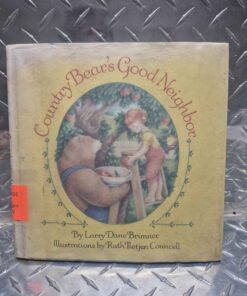 Country Bear's Good Neighbor
By Larry Dane Brimner
Illustrations by Ruth Tietjen Councell